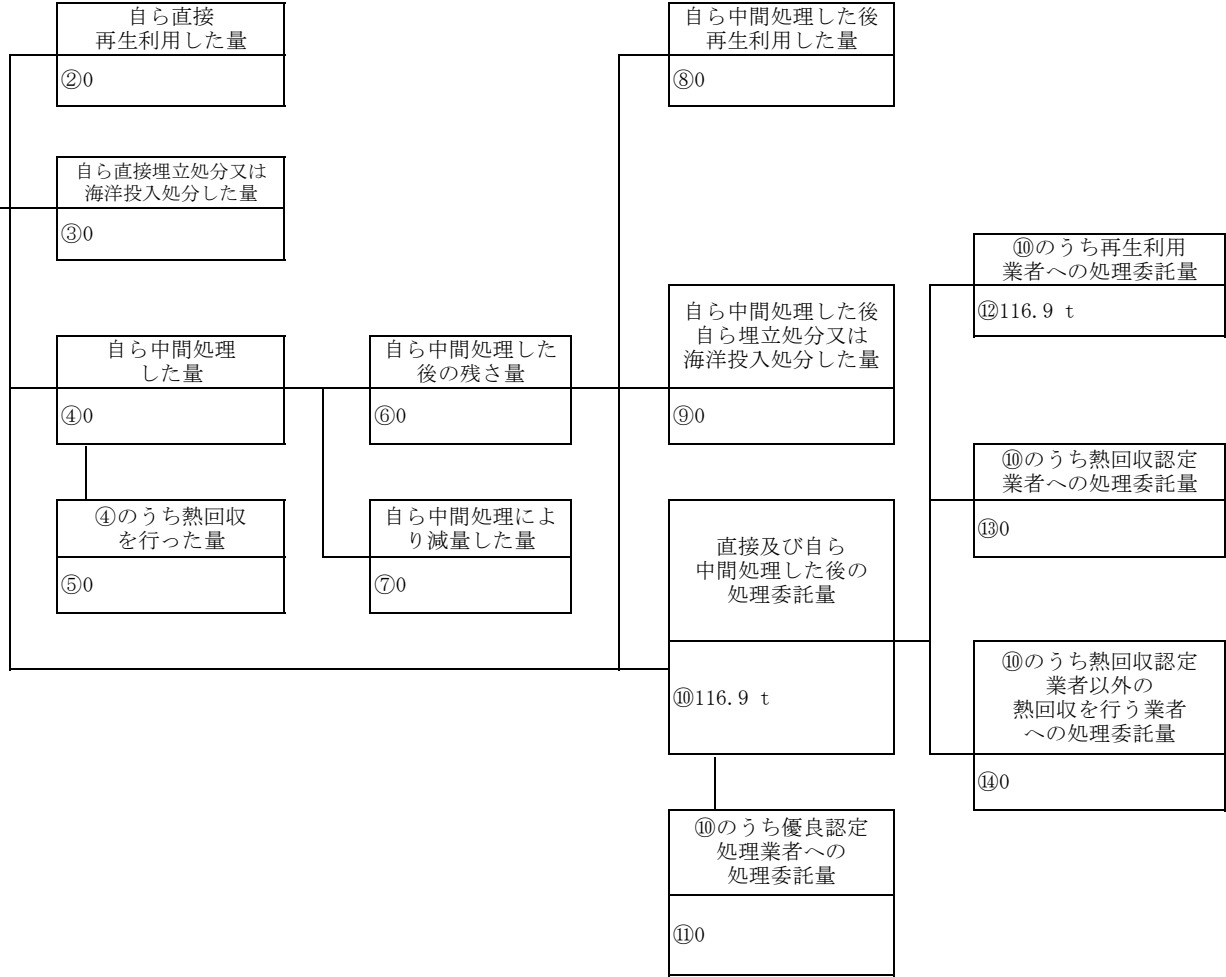 自ら直接
再生利用した量
②0
自ら直接埋立処分又は
海洋投入処分した量
③0
自ら中間処理
した量
④0
④のうち熱回収
を行った量
⑤0
自ら中間処理した
後の残さ量
⑥0
自ら中間処理によ
り減量した量
⑦0
自ら中間処理した後
再生利用した量
⑧0
自ら中間処理した後
自ら埋立処分又は
海洋投入処分した量
⑨0
直接及び自ら
中間処理した後の
処理委託量
⑩116.9 t
⑩のうち優良認定
処理業者への
処理委託量
⑪0
⑩のうち再生利用
業者への処理委託量
⑫116.9 t
⑩のうち熱回収認定
業者への処理委託量
⑬0
⑩のうち熱回収認定
業者以外の
熱回収を行う業者
への処理委託量
⑭0